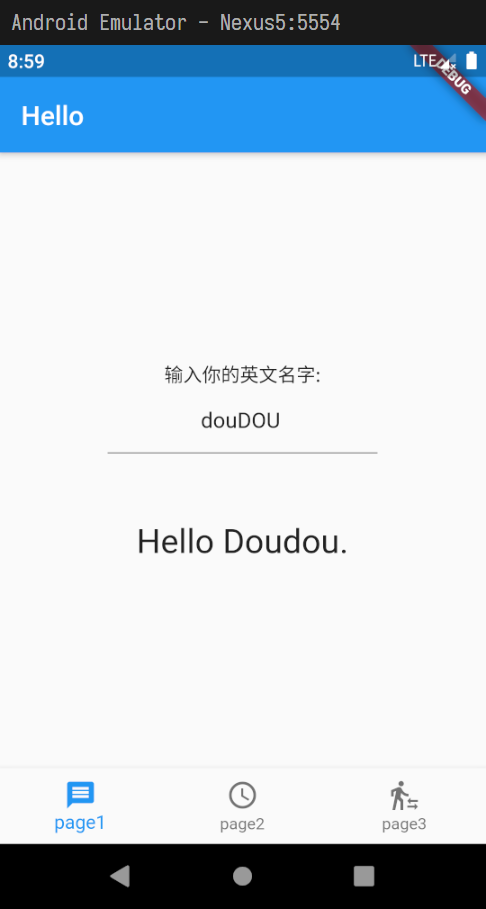 Android Emulator - Nexus5:5554
8:59
LTE
DEBUG
Hello
输入你的英文名字:
douDOU
Hello Doudou.
page1
page2
page3